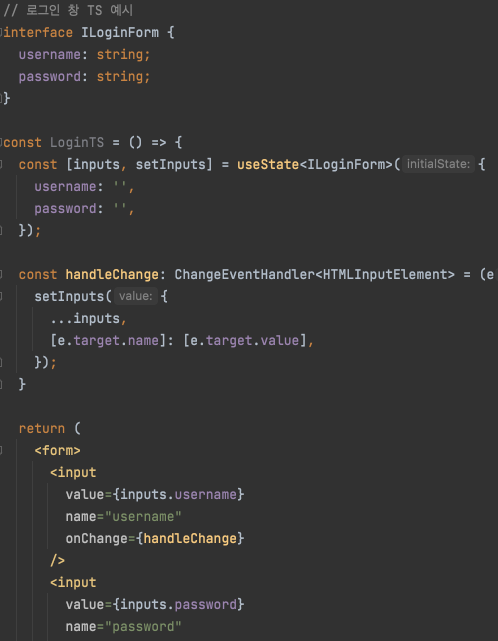 // 로그인 창 TS 예시
interface ILoginForm {
  username: string;
  password: string;
}

const LoginTS = () => {
  const [inputs, setInputs] = useState<ILoginForm>( initialState: {
    username: '',
    password: '',
  });

  const handleChange: ChangeEventHandler<HTMLInputElement> = (e
    setInputs( value: {
      ...inputs,
      [e.target.name]: [e.target.value],
    });
  }

  return (
    <form>
      <input
        value={inputs.username}
        name="username"
        onChange={handleChange}
      />
      <input
        value={inputs.password}
        name="password"